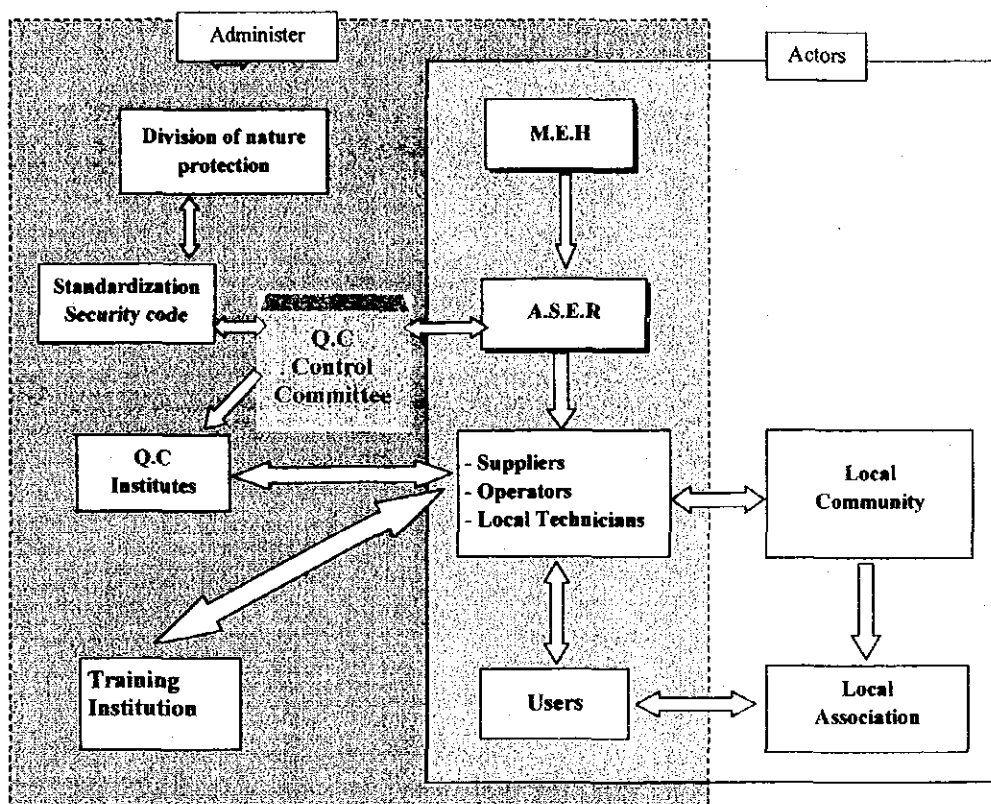 Administer
Actors
Division of nature
protection
M.E.H
Standardization
Security code
Q.C
Control
Committee
A.S.E.R
Q.C
Institutes
- Suppliers
- Operators
- Local Technicians
Local
Community
Training
Institution
Users
Local
Association